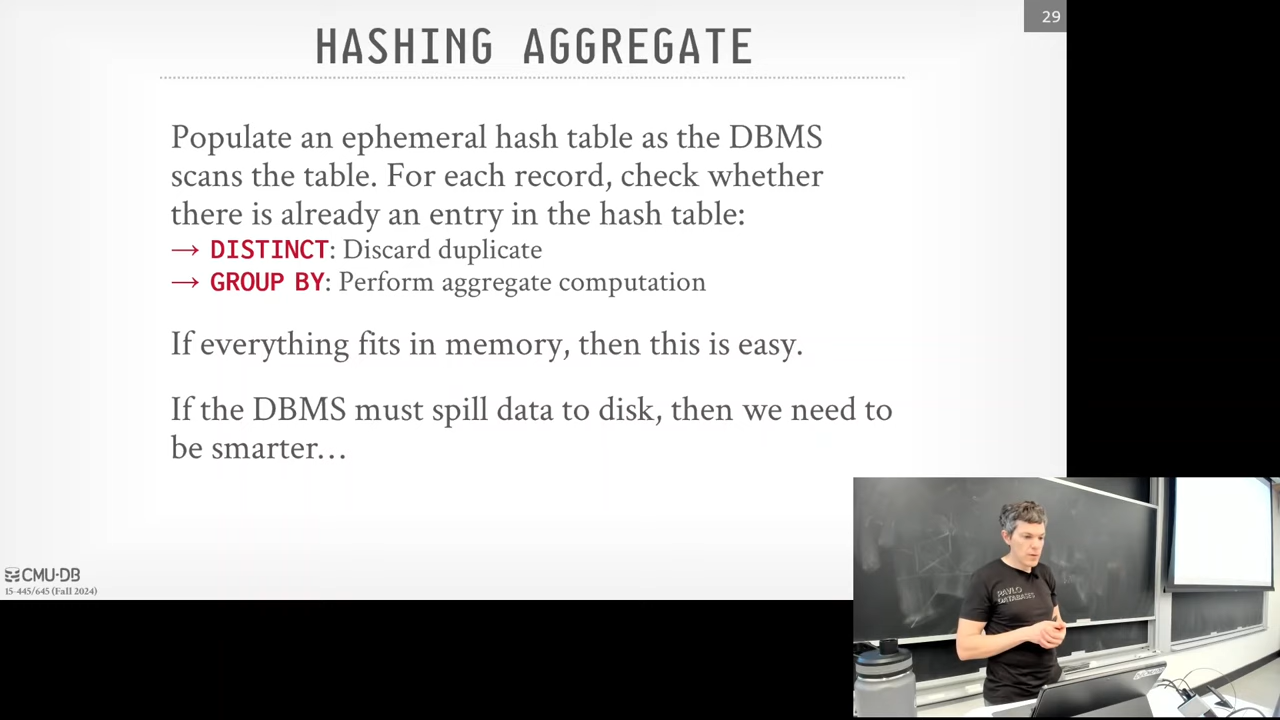 29
HASHING AGGREGATE
Populate an ephemeral hash table as the DBMS
scans the table. For each record, check whether
there is already an entry in the hash table:
→ DISTINCT: Discard duplicate
→ GROUP BY: Perform aggregate computation
If everything fits in memory, then this is easy.
If the DBMS must spill data to disk, then we need to
be smarter…
CMU·DB
15-445/645 (Fall 2024)
PAVLO
DATABASES